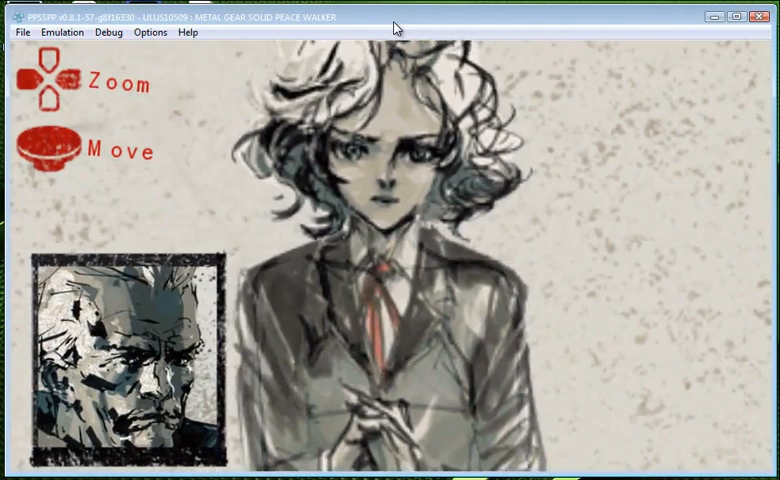 PPSSPP v0.8.1-57-g8f16330 - ULUS10509 : METAL GEAR SOLID PEACE WALKER
File Emulation Debug Options Help
Zoom
Move